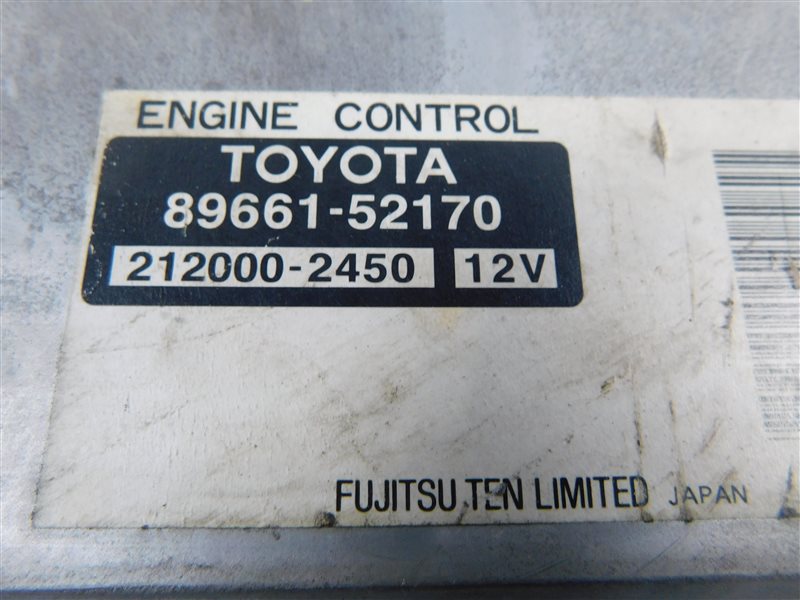 ENGINE CONTROL
TOYOTA
89661-52170
212000-2450 12V
FUJITSU TEN LIMITED JAPAN